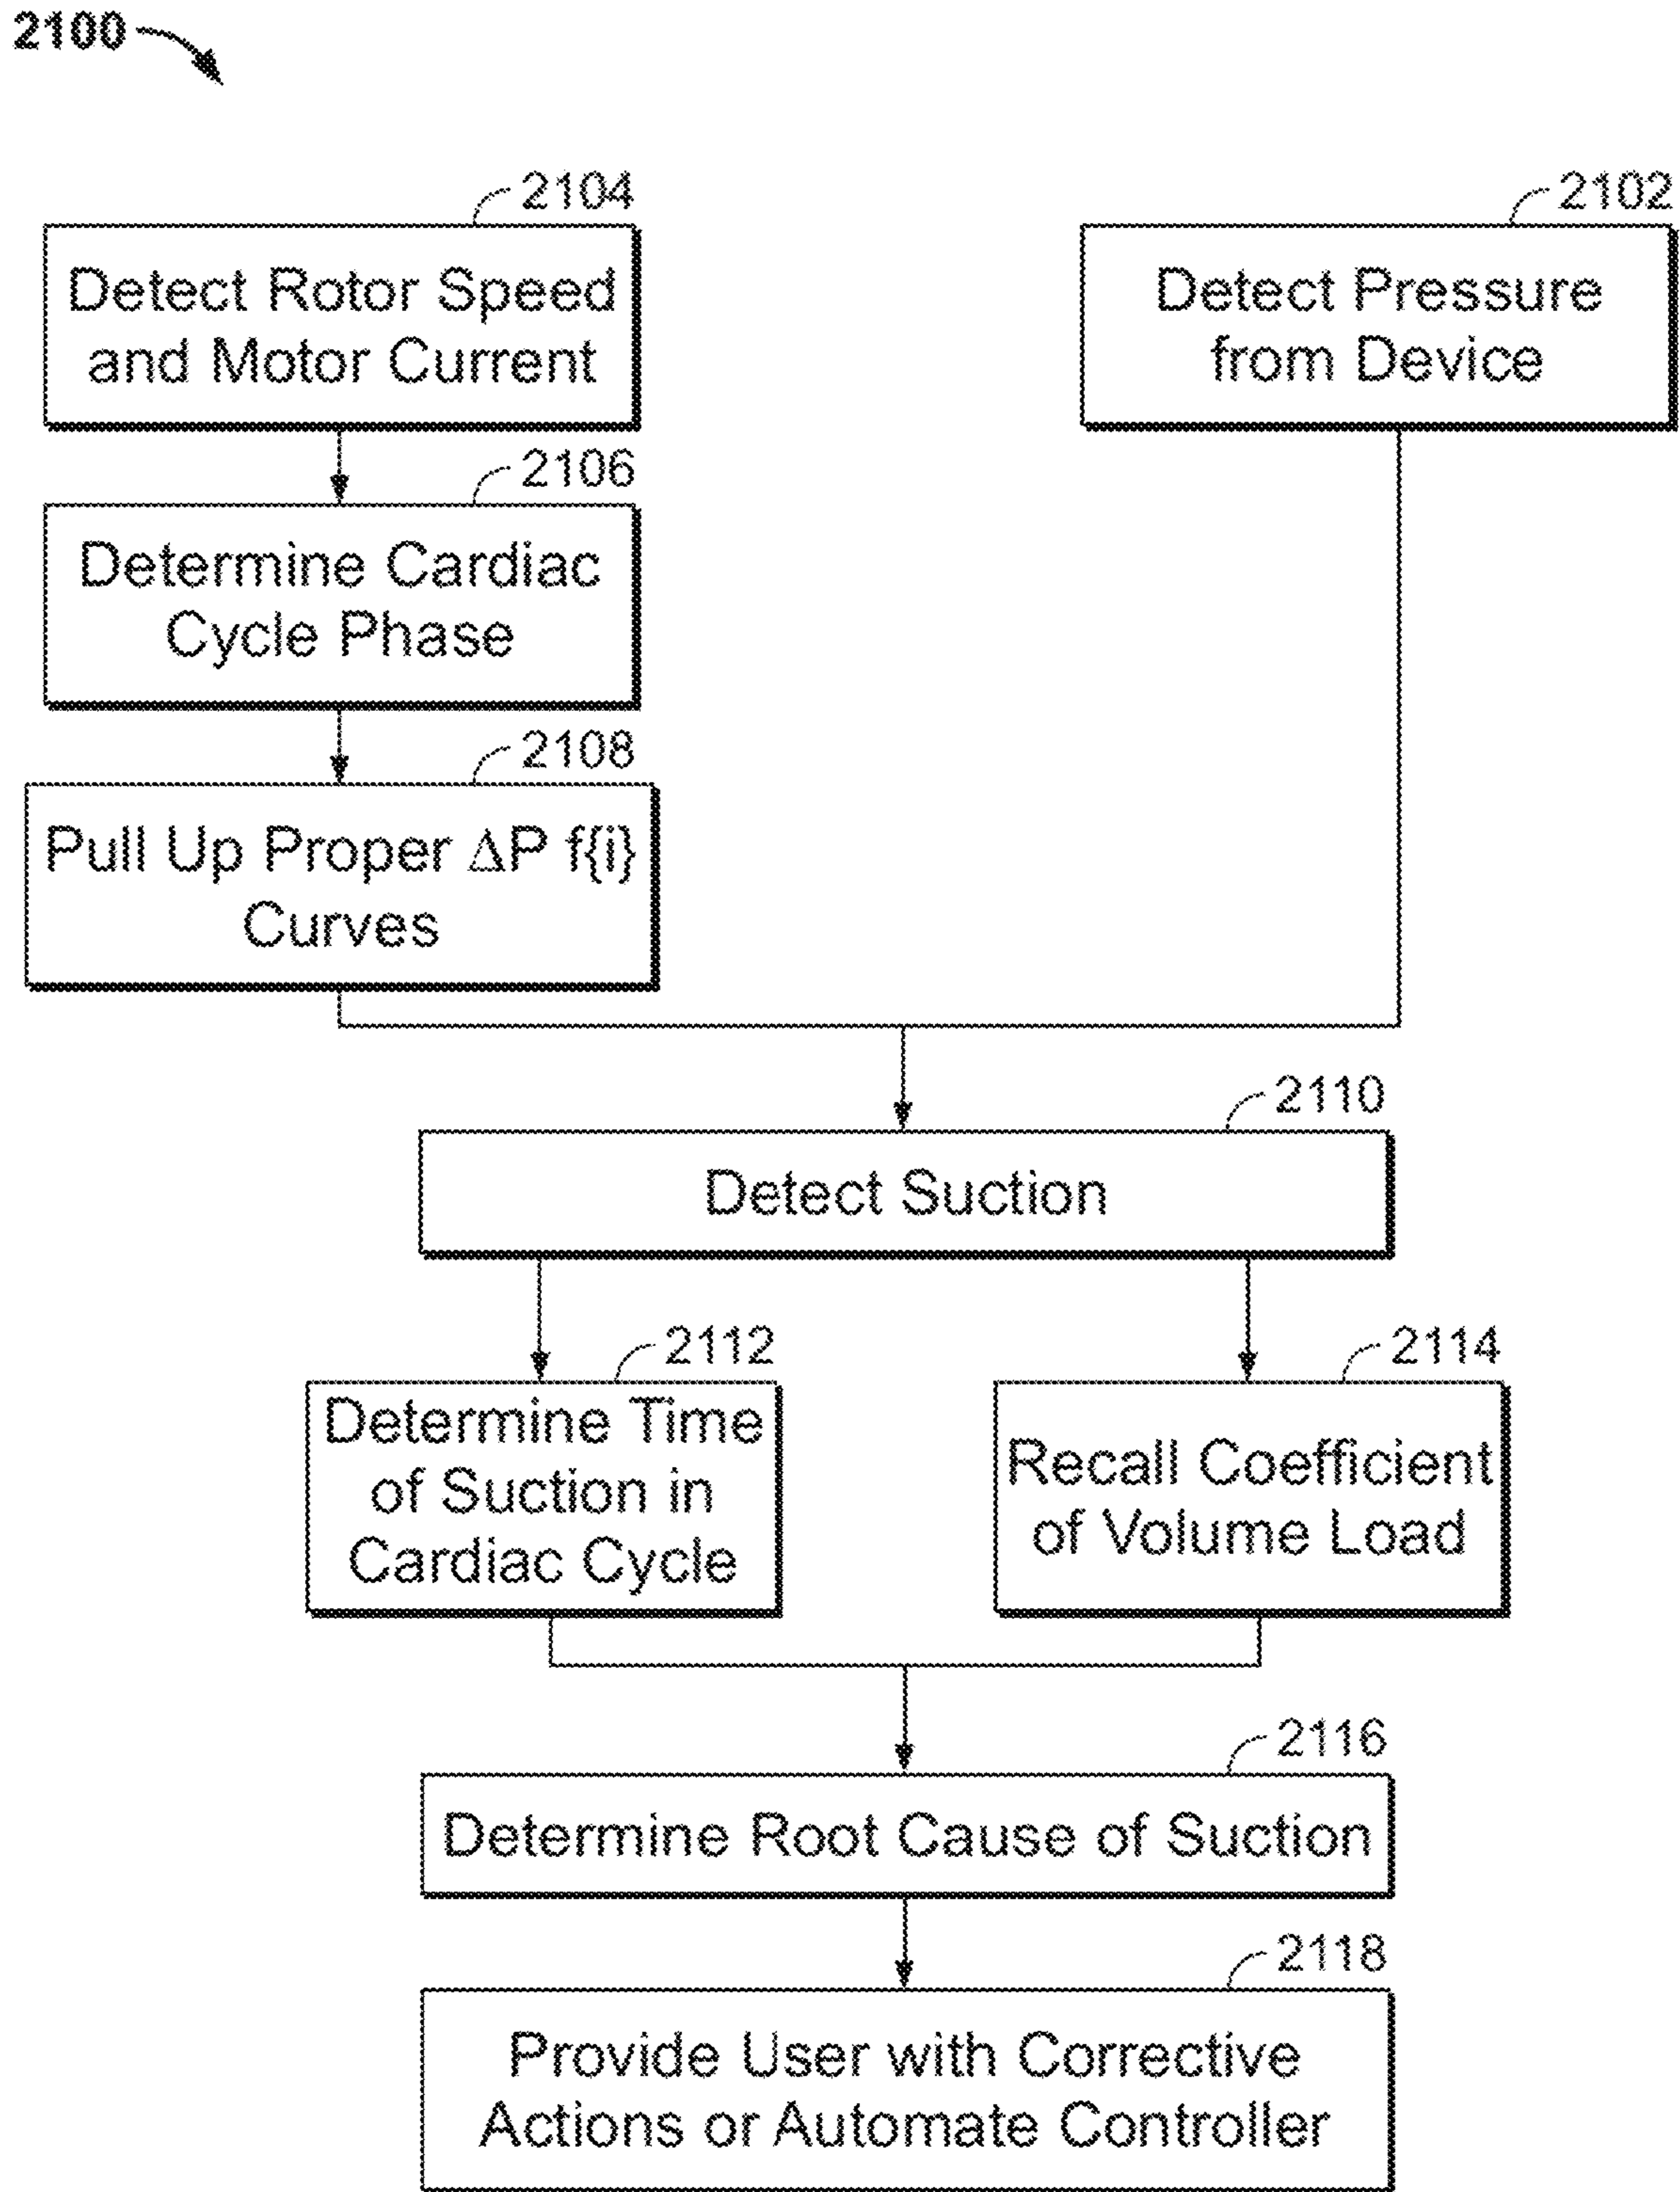 2100
2104
Detect Rotor Speed
and Motor Current
2102
Detect Pressure
from Device
2106
Determine Cardiac
Cycle Phase
2108
Pull Up Proper ΔP f{i}
Curves
2110
Detect Suction
2112
Determine Time
of Suction in
Cardiac Cycle
2114
Recall Coefficient
of Volume Load
2116
Determine Root Cause of Suction
2118
Provide User with Corrective
Actions or Automate Controller